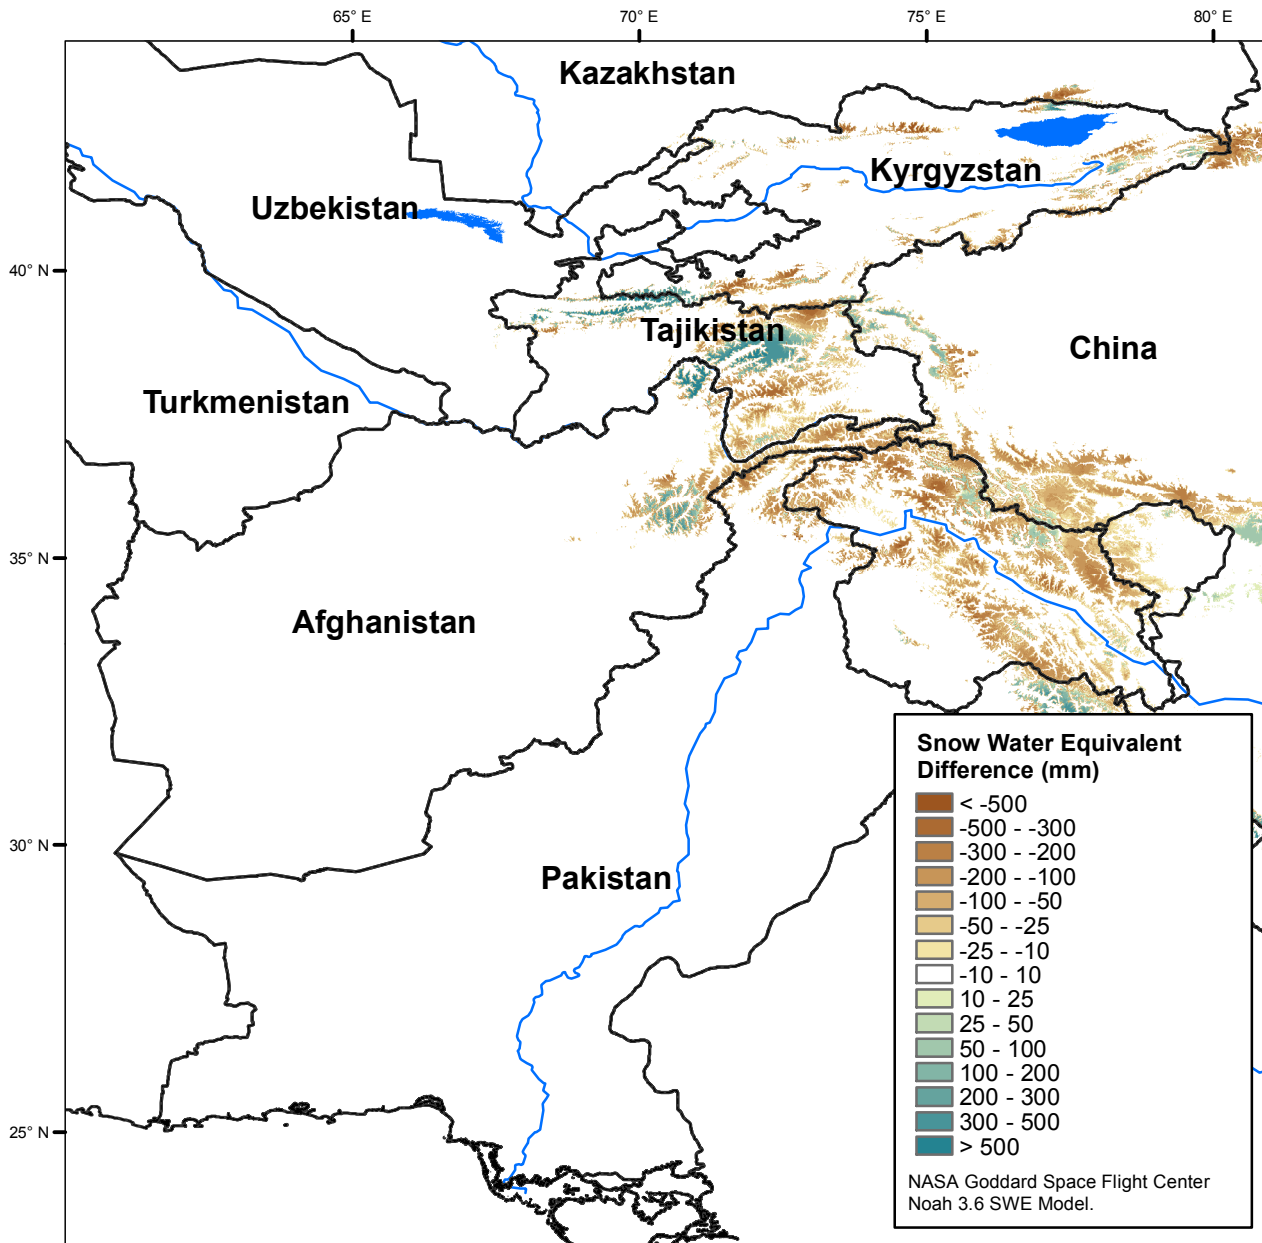 65° E
70° E
75° E
80° E
Kazakhstan
Kyrgyzstan
Uzbekistan
40° N
Tajikistan
China
Turkmenistan
35° N
Afghanistan
30° N
Pakistan
25° N
Snow Water Equivalent
Difference (mm)
< -500
-500 - -300
-300 - -200
-200 - -100
-100 - -50
-50 - -25
-25 - -10
-10 - 10
10 - 25
25 - 50
50 - 100
100 - 200
200 - 300
300 - 500
> 500
NASA Goddard Space Flight Center
Noah 3.6 SWE Model.